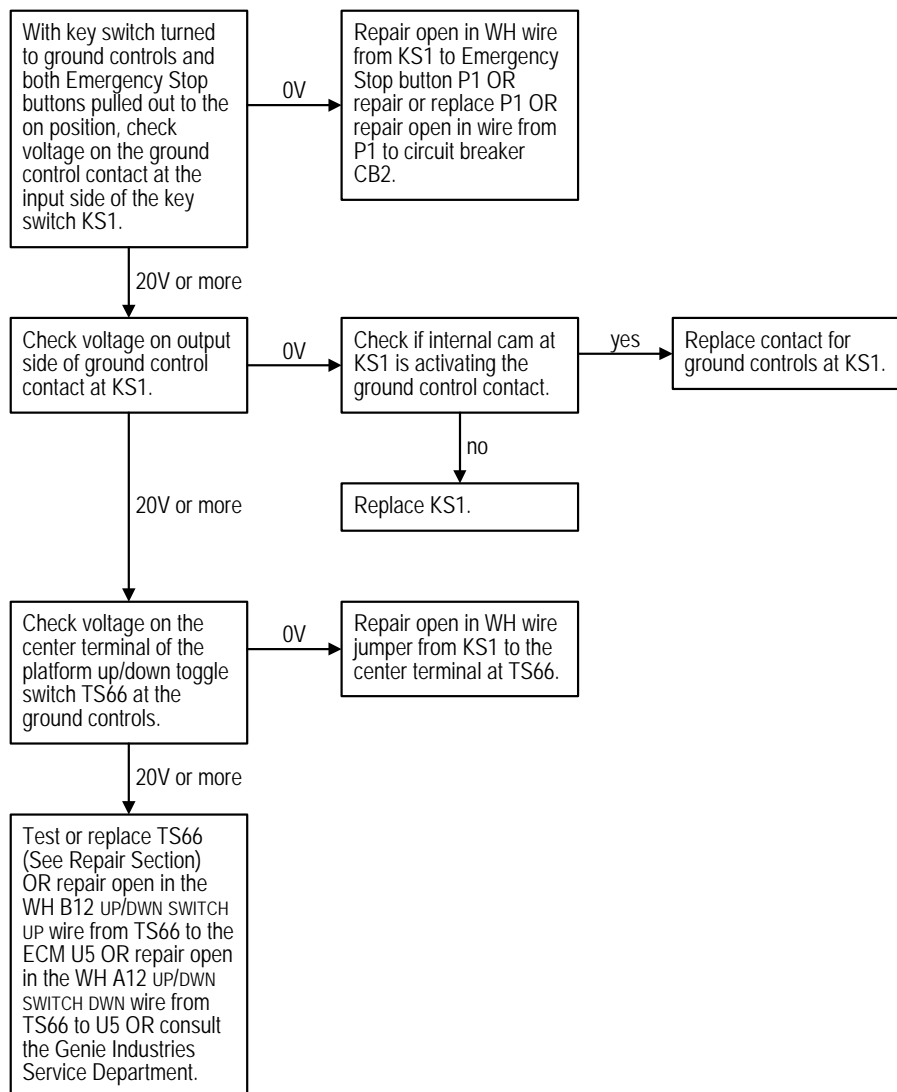 With key switch turned
to ground controls and
both Emergency Stop
buttons pulled out to the
on position, check
voltage on the ground
control contact at the
input side of the key
switch KS1.
0V
Repair open in WH wire
from KS1 to Emergency
Stop button P1 OR
repair or replace P1 OR
repair open in wire from
P1 to circuit breaker
CB2.
20V or more
Check voltage on output
side of ground control
contact at KS1.
0V
Check if internal cam at
KS1 is activating the
ground control contact.
yes
Replace contact for
ground controls at KS1.
no
Replace KS1.
20V or more
Check voltage on the
center terminal of the
platform up/down toggle
switch TS66 at the
ground controls.
0V
Repair open in WH wire
jumper from KS1 to the
center terminal at TS66.
20V or more
Test or replace TS66
(See Repair Section)
OR repair open in the
WH B12 UP/DWN SWITCH
UP wire from TS66 to the
ECM U5 OR repair open
in the WH A12 UP/DWN
SWITCH DWN wire from
TS66 to U5 OR consult
the Genie Industries
Service Department.